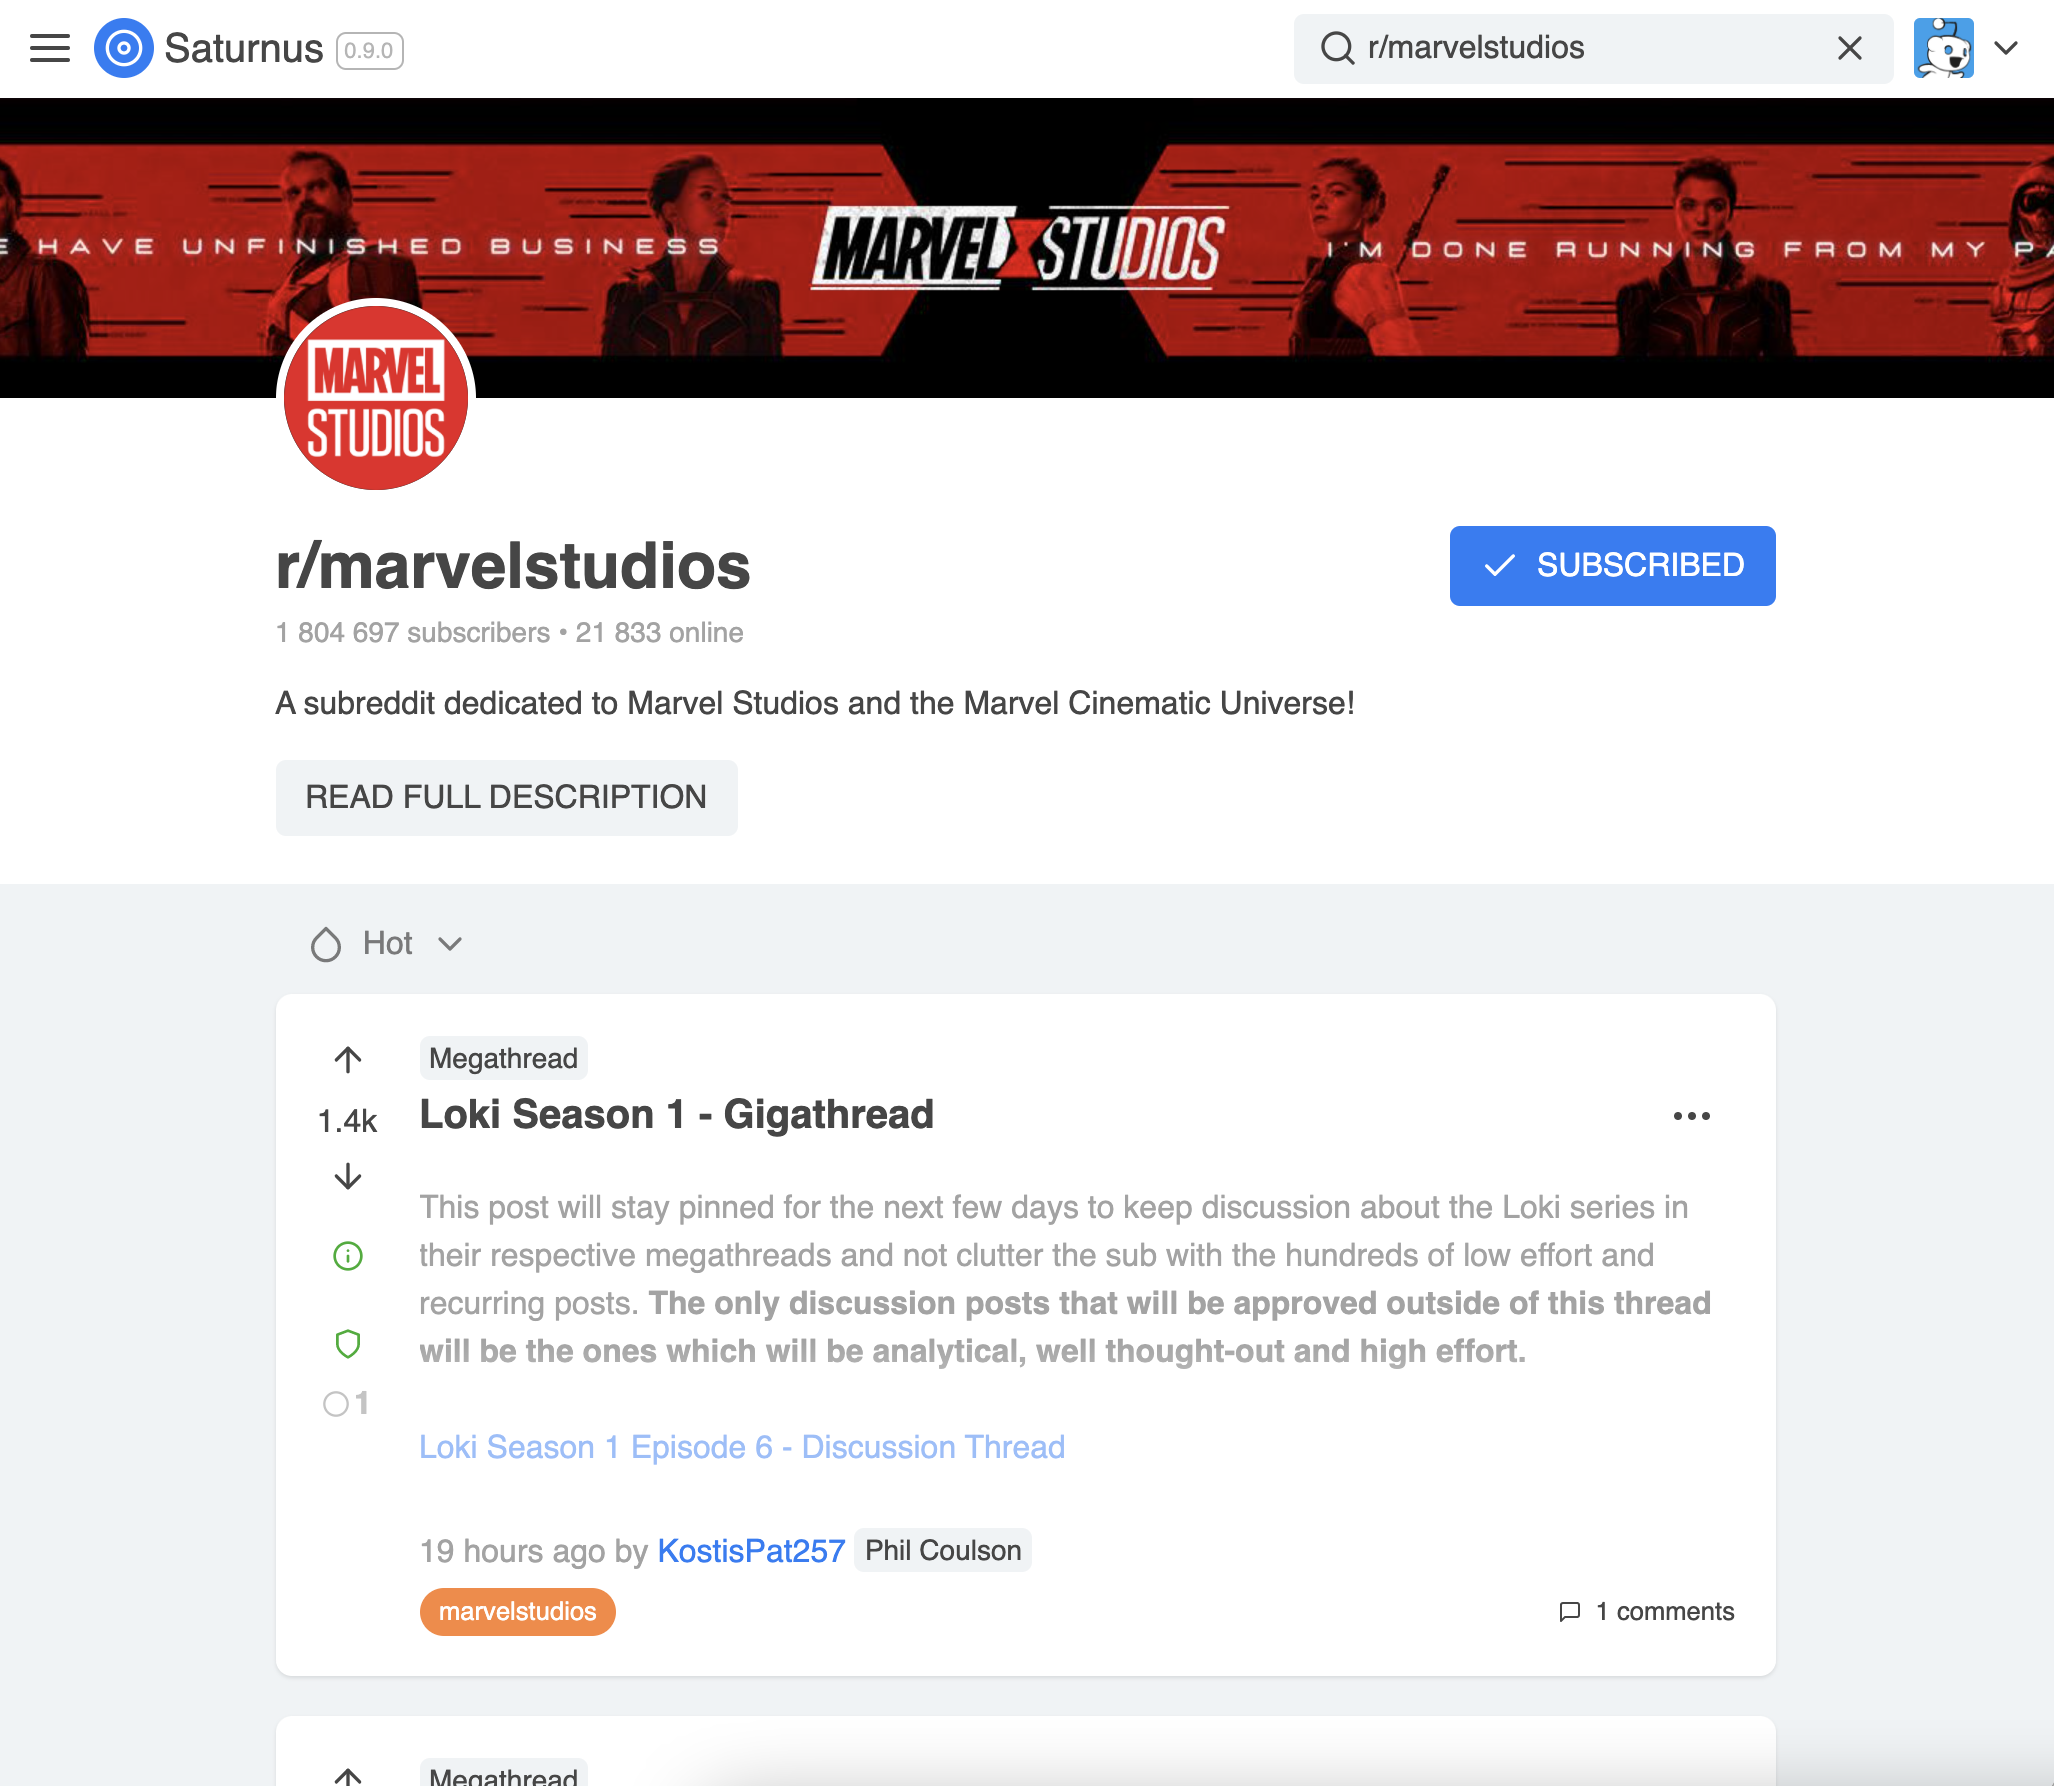 Saturnus 0.9.0
r/marvelstudios
HAVE UNFINISHED BUSINESS
MARVEL STUDIOS
I'M DONE RUNNING FROM MY
MARVEL
STUDIOS
r/marvelstudios
SUBSCRIBED
1 804 697 subscribers • 21 833 online
A subreddit dedicated to Marvel Studios and the Marvel Cinematic Universe!
READ FULL DESCRIPTION
Hot
Megathread
1.4k
Loki Season 1 - Gigathread
This post will stay pinned for the next few days to keep discussion about the Loki series in
their respective megathreads and not clutter the sub with the hundreds of low effort and
recurring posts. The only discussion posts that will be approved outside of this thread
will be the ones which will be analytical, well thought-out and high effort.
1
Loki Season 1 Episode 6 - Discussion Thread
19 hours ago by KostisPat257 Phil Coulson
marvelstudios
1 comments
Megathread